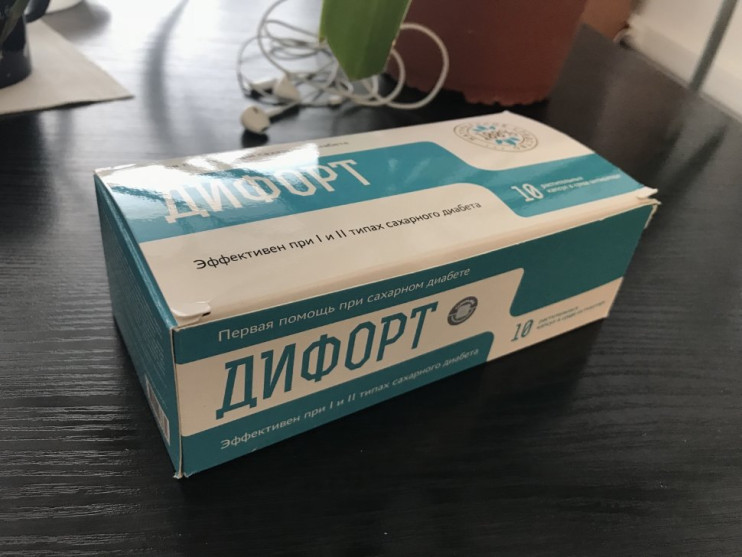 ДИФОРТ
Эффективен при I и II типах сахарного диабета
10
Первая помощь при сахарном диабете
ДИФОРТ
10
Эффективен при I и II типах сахарного диабета